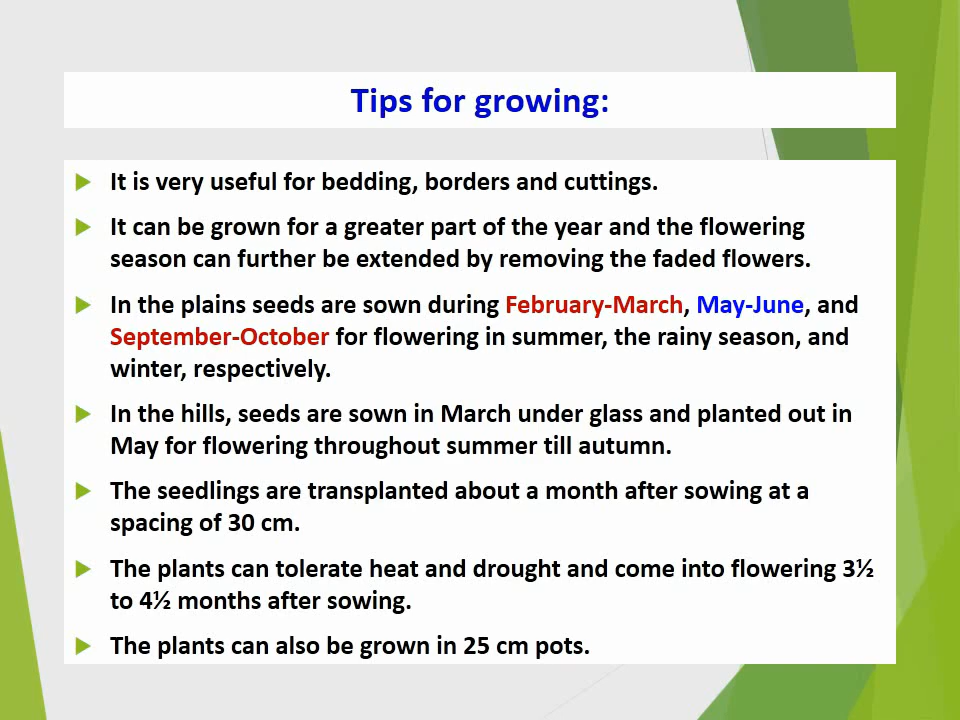 Tips for growing:
It is very useful for bedding, borders and cuttings.
It can be grown for a greater part of the year and the flowering
season can further be extended by removing the faded flowers.
In the plains seeds are sown during February-March, May-June, and
September-October for flowering in summer, the rainy season, and
winter, respectively.
In the hills, seeds are sown in March under glass and planted out in
May for flowering throughout summer till autumn.
The seedlings are transplanted about a month after sowing at a
spacing of 30 cm.
The plants can tolerate heat and drought and come into flowering 3½
to 4½ months after sowing.
The plants can also be grown in 25 cm pots.